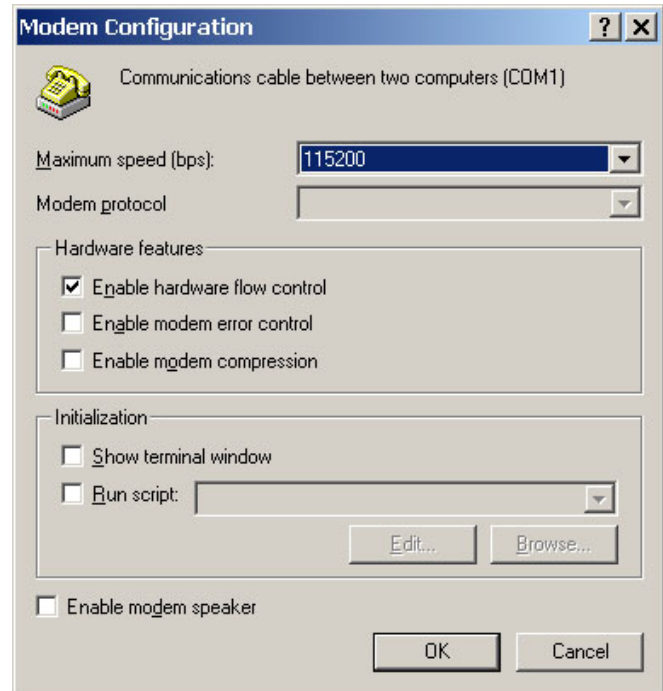 Modem Configuration
Communications cable between two computers (COM1)
Maximum speed (bps): 115200
Modem protocol
Hardware features
Enable hardware flow control
Enable modem error control
Enable modem compression
Initialization
Show terminal window
Run script:
Edit... Browse...
Enable modem speaker
OK Cancel